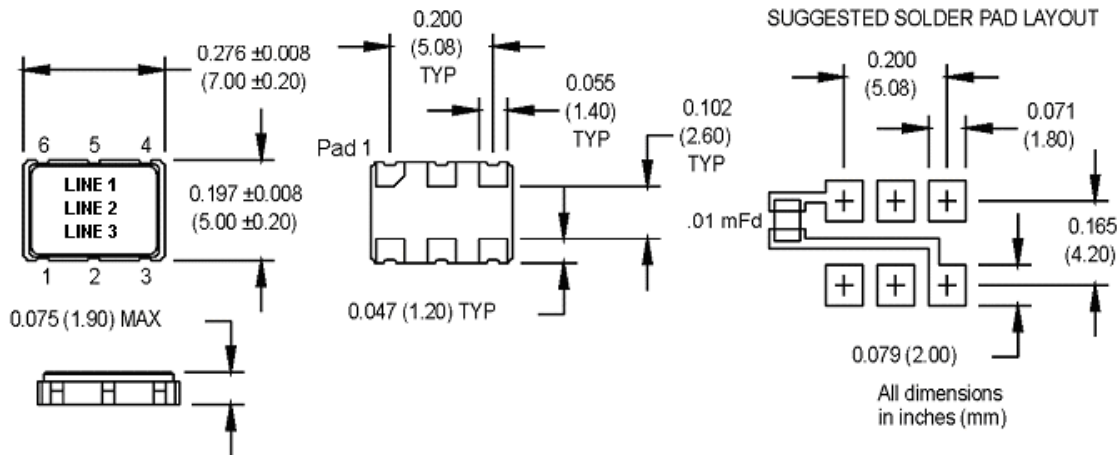 0.276 ±0.008
(7.00 ±0.20)
6 5 4
LINE 1
LINE 2
LINE 3
1 2 3
0.197 ±0.008
(5.00 ±0.20)
0.075 (1.90) MAX
0.200
(5.08)
TYP
0.055
(1.40)
TYP
0.102
(2.60)
TYP
Pad 1
0.047 (1.20) TYP
SUGGESTED SOLDER PAD LAYOUT
0.200
(5.08)
0.071
(1.80)
.01 mFd
0.165
(4.20)
0.079 (2.00)
All dimensions
in inches (mm)